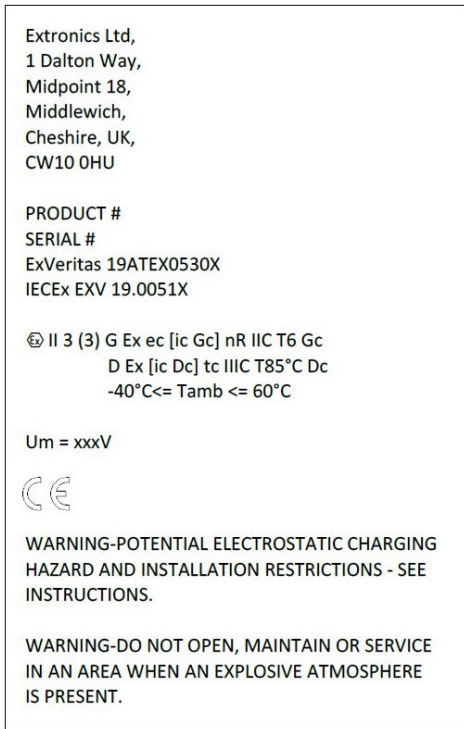 Extronics Ltd,
1 Dalton Way,
Midpoint 18,
Middlewich,
Cheshire, UK,
CW10 0HU
PRODUCT #
SERIAL #
ExVeritas 19ATEX0530X
IECEx EXV 19.0051X
Ex II 3 (3) G Ex ec [ic Gc] nR IIC T6 Gc
D Ex [ic Dc] tc IIIC T85°C Dc
-40°C<= Tamb <= 60°C
Um = xxxV
CE
WARNING-POTENTIAL ELECTROSTATIC CHARGING
HAZARD AND INSTALLATION RESTRICTIONS - SEE
INSTRUCTIONS.
WARNING-DO NOT OPEN, MAINTAIN OR SERVICE
IN AN AREA WHEN AN EXPLOSIVE ATMOSPHERE
IS PRESENT.